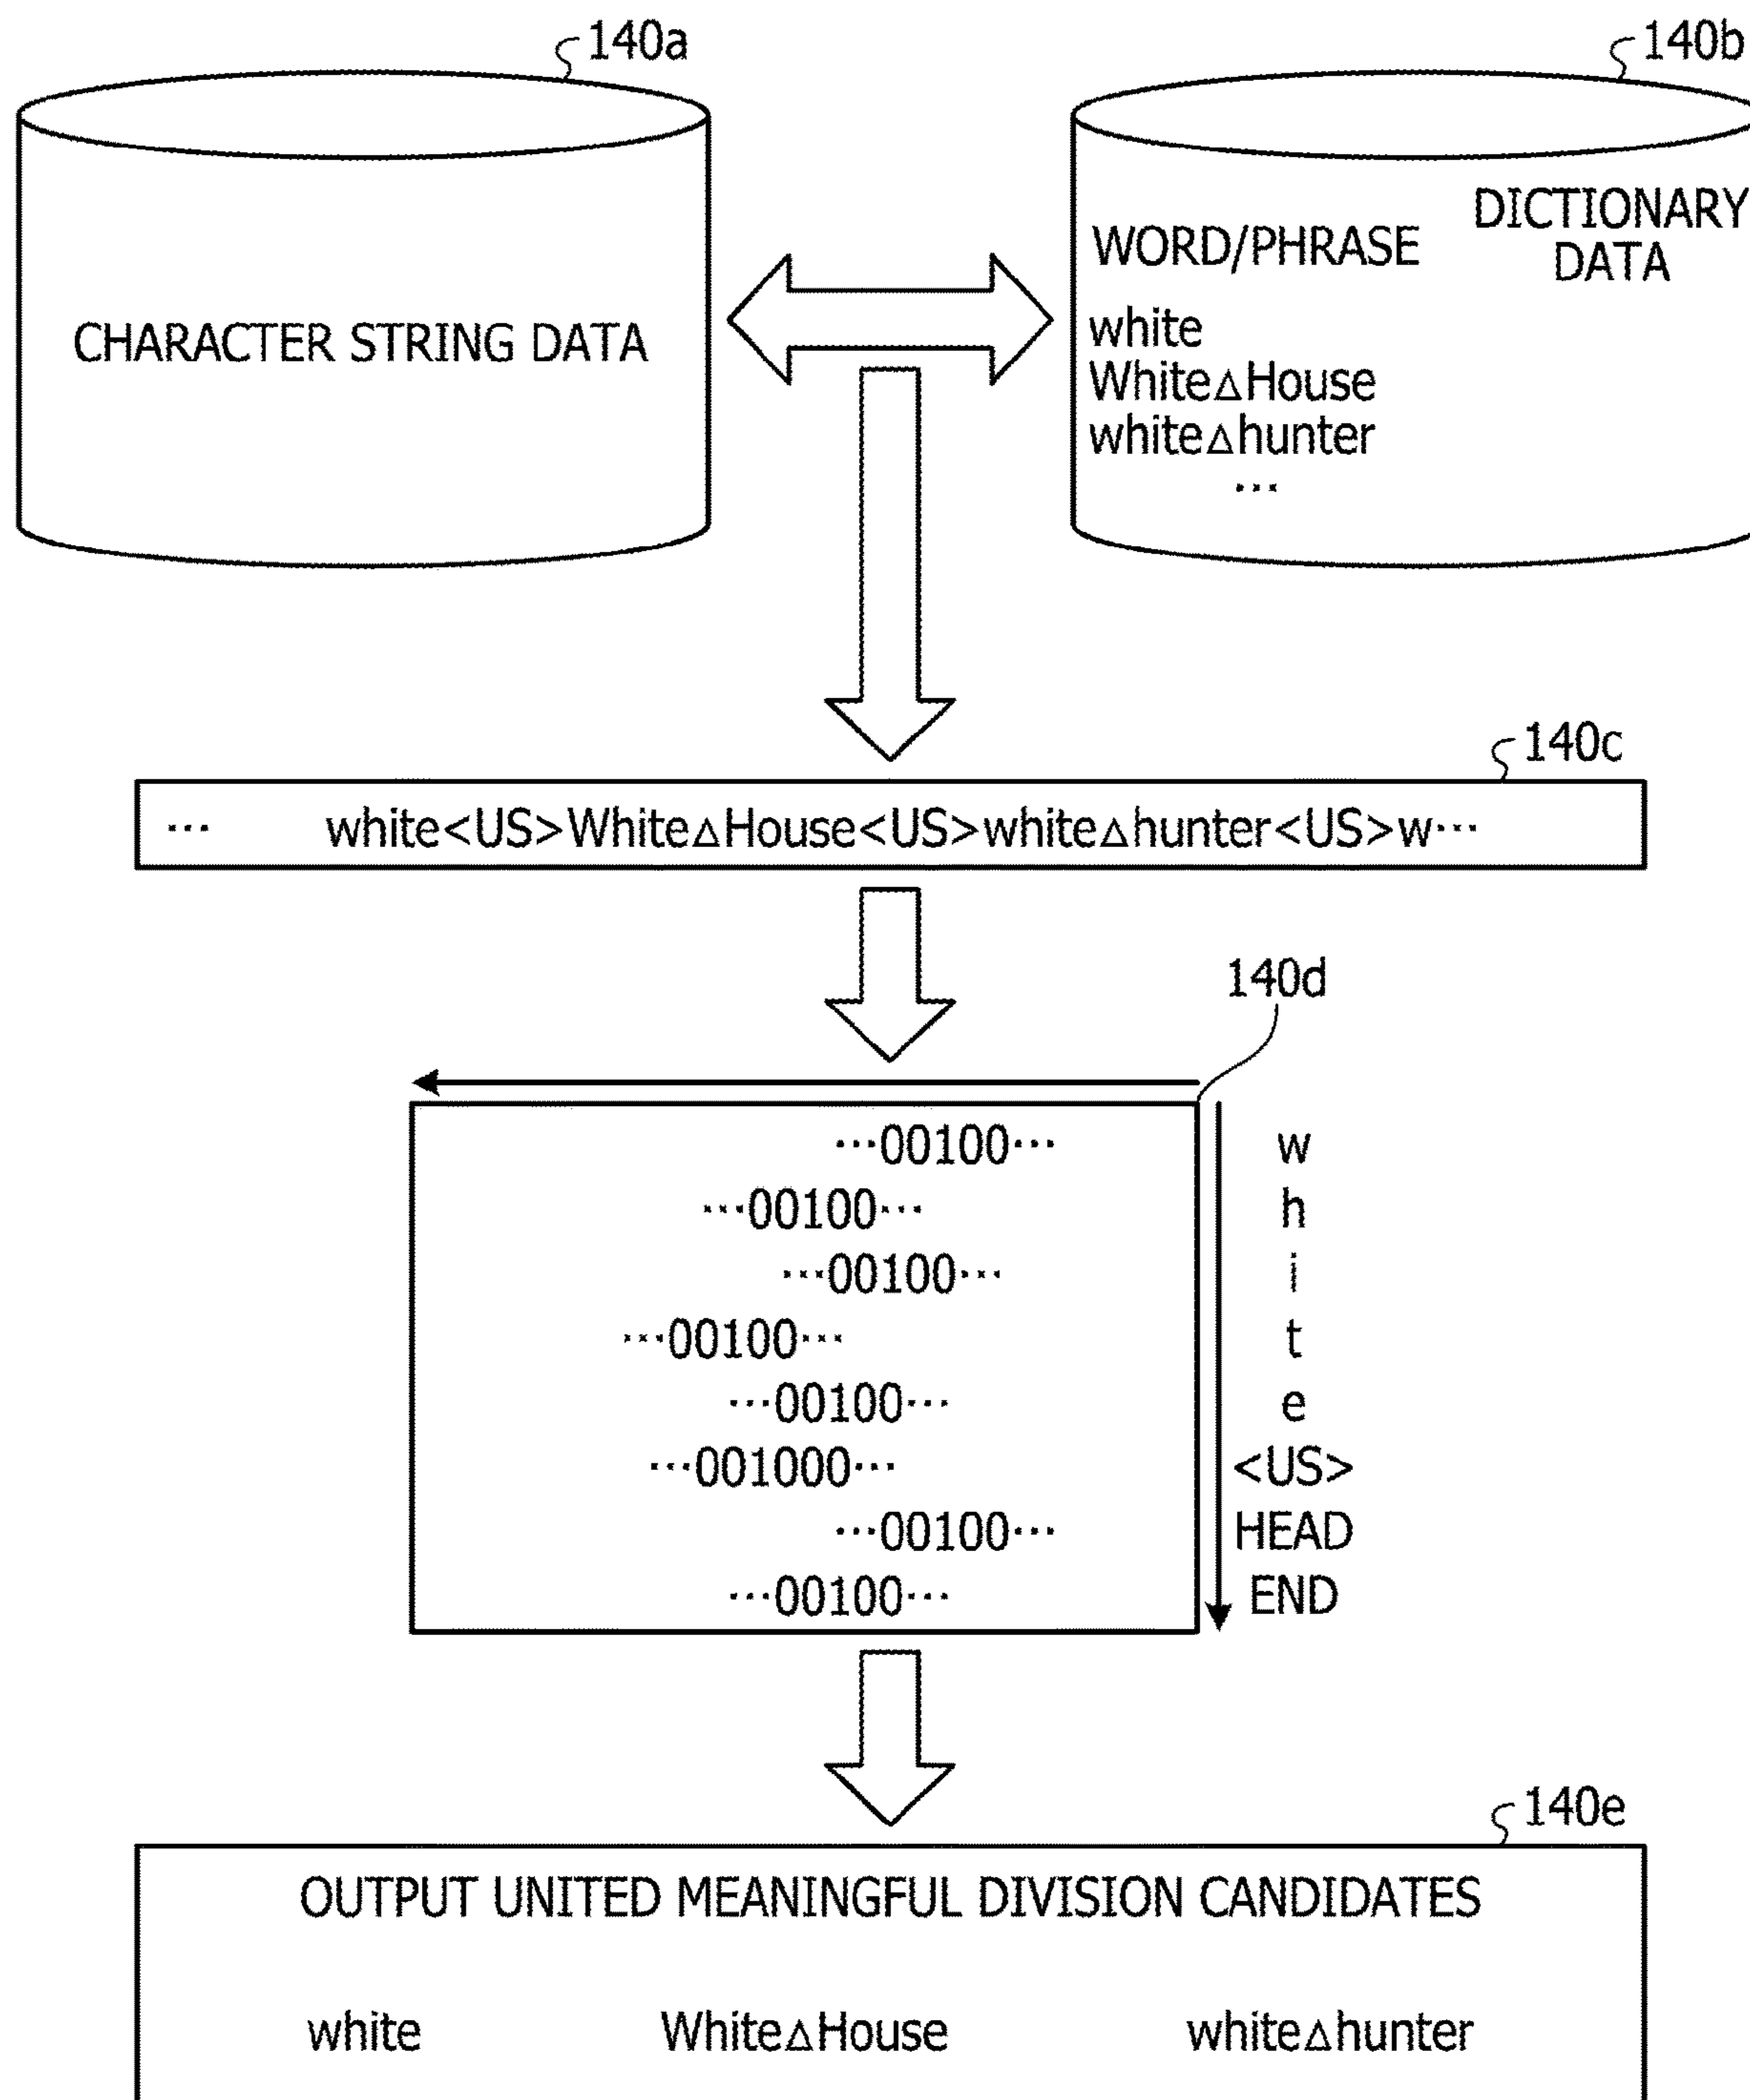 140a
140b
CHARACTER STRING DATA
DICTIONARY
DATA
WORD/PHRASE
white
White△House
white△hunter
...
140c
... white<US>White△House<US>white△hunter<US>w...
140d
...00100... w
...00100... h
...00100... i
...00100... t
...00100... e
...001000... <US>
...00100... HEAD
...00100... END
140e
OUTPUT UNITED MEANINGFUL DIVISION CANDIDATES
white White△House white△hunter